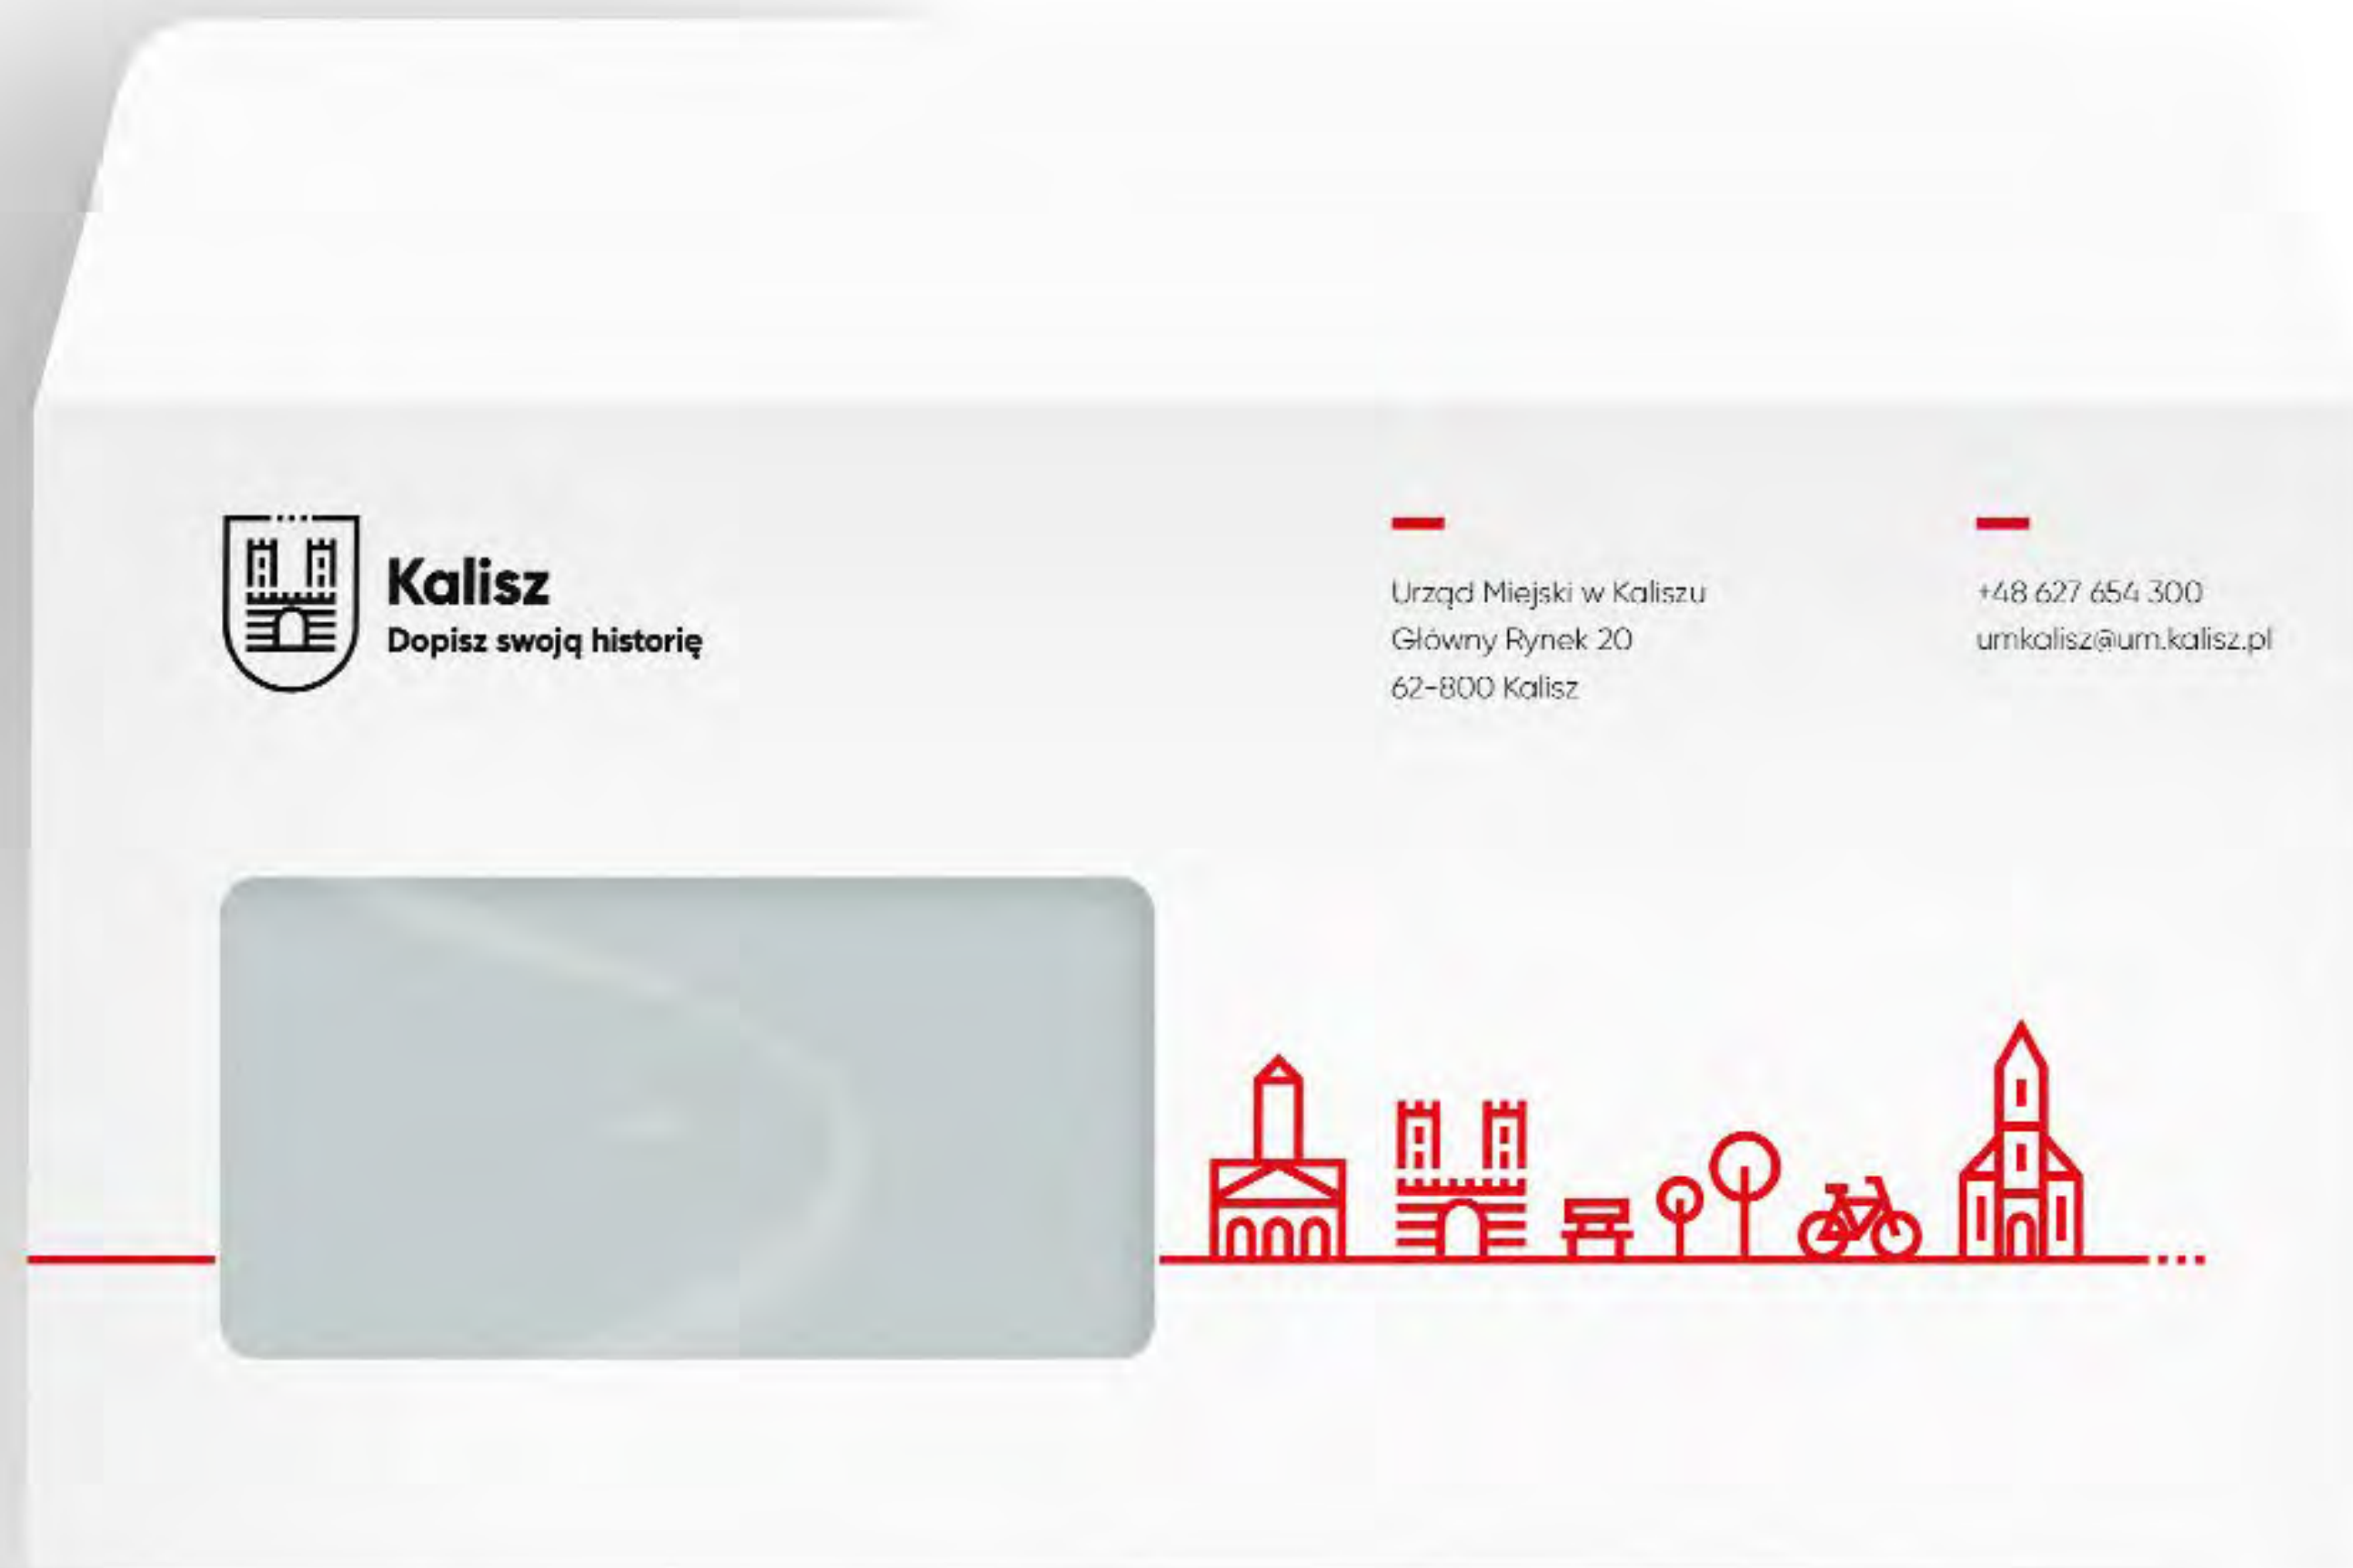 Kalisz
Dopisz swoją historię
Urząd Miejski w Kaliszu
Główny Rynek 20
62-800 Kalisz
+48 627 654 300
umkalisz@um.kalisz.pl